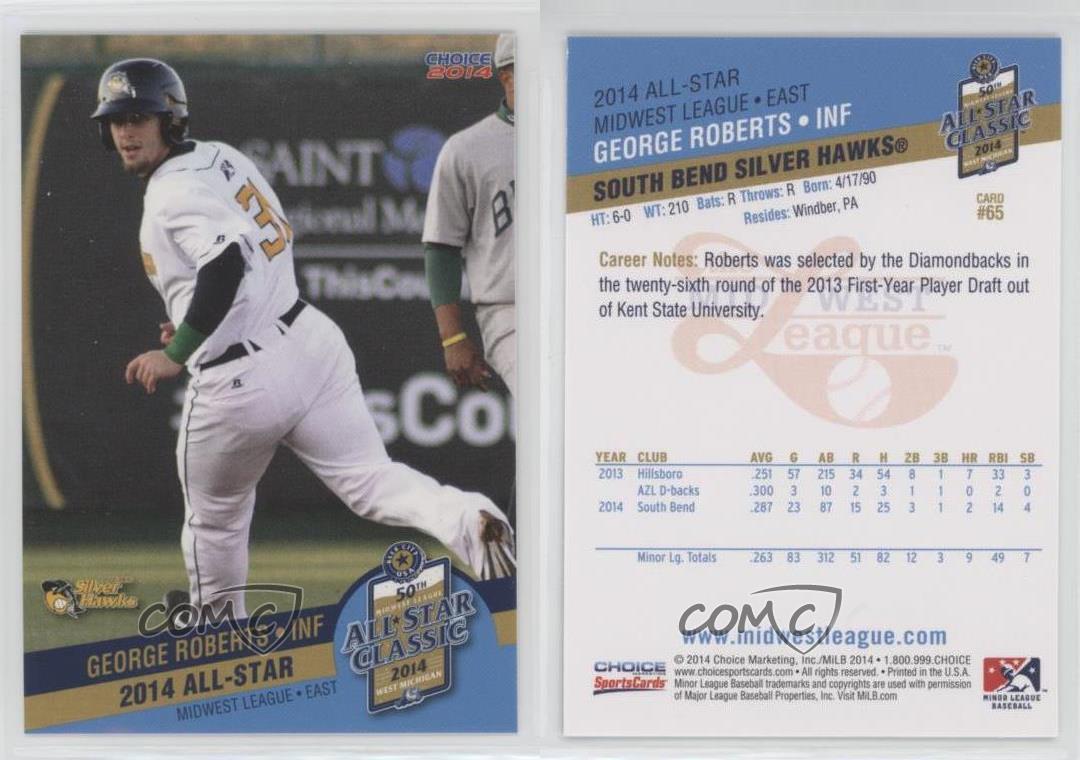 CHOICE
2014
SAINT
ThisCou
isCou
B
Silver
Hawks
GEORGE ROBERTS • INF
2014 ALL-STAR
MIDWEST LEAGUE • EAST
BEER CITY
USA
50TH
MIDWEST LEAGUE
ALL★STAR
CLASSIC
2014
WEST MICHIGAN
COMC
2014 ALL-STAR
MIDWEST LEAGUE • EAST
GEORGE ROBERTS • INF
SOUTH BEND SILVER HAWKS®
50TH
ALL★STAR
CLASSIC
2014
WEST MICHIGAN
HT: 6-0 WT: 210 Bats: R Throws: R Born: 4/17/90
Resides: Windber, PA
CARD
#65
Career Notes: Roberts was selected by the Diamondbacks in
the twenty-sixth round of the 2013 First-Year Player Draft out
of Kent State University.
MIDWEST
League™
YEAR CLUB AVG G AB R H 2B 3B HR RBI SB
2013 Hillsboro .251 57 215 34 54 8 1 7 33 3
AZL D-backs .300 3 10 2 3 1 1 0 2 0
2014 South Bend .287 23 87 15 25 3 1 2 14 4
Minor Lg. Totals .263 83 312 51 82 12 3 9 49 7
COMC
www.midwestleague.com
CHOICE
SportsCards™
© 2014 Choice Marketing, Inc./MiLB 2014 • 1.800.999.CHOICE
www.choicesportscards.com • All rights reserved. • Printed in the U.S.A.
Minor League Baseball trademarks and copyrights are used with permission
of Major League Baseball Properties, Inc. Visit MiLB.com
MINOR LEAGUE
BASEBALL